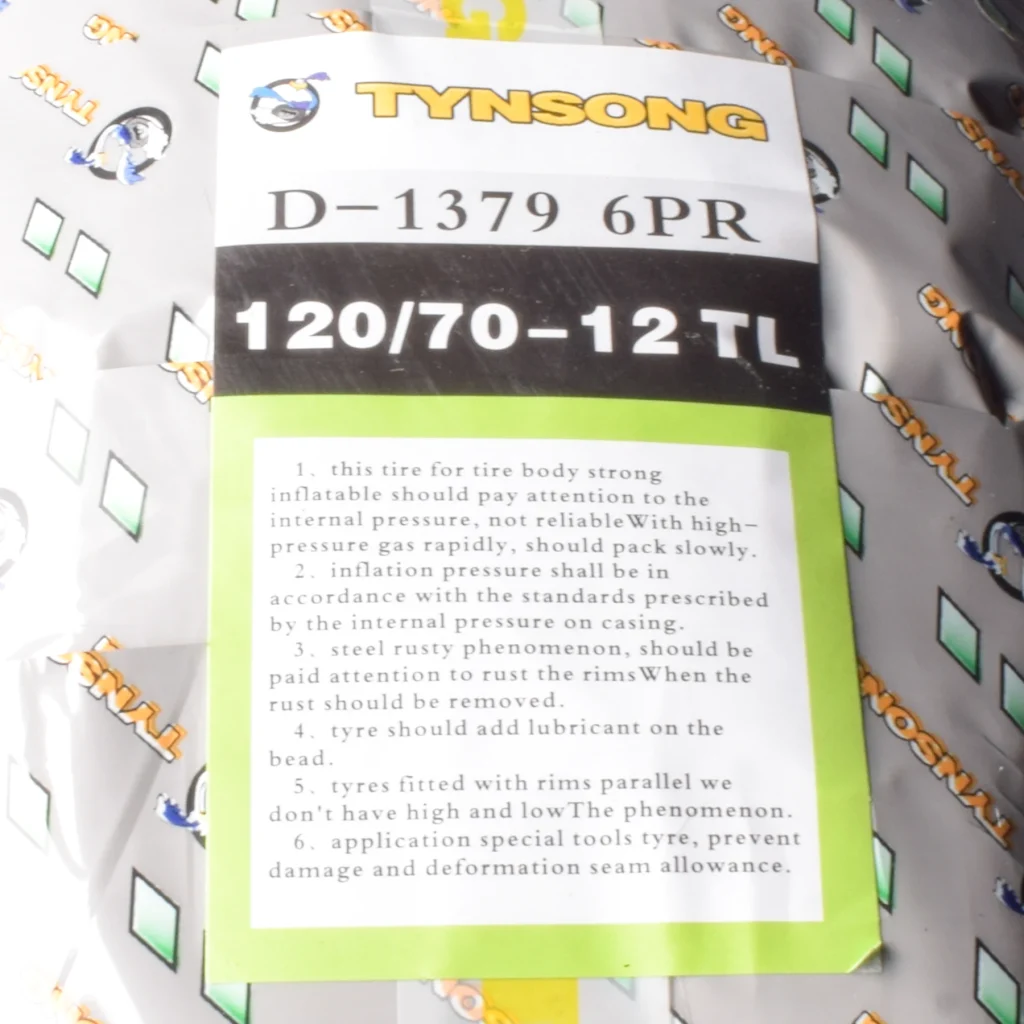 TYNSONG
D-1379 6PR
120/70-12 TL
1、this tire for tire body strong
inflatable should pay attention to the
internal pressure, not reliableWith high-
pressure gas rapidly, should pack slowly.
2、inflation pressure shall be in
accordance with the standards prescribed
by the internal pressure on casing.
3、steel rusty phenomenon, should be
paid attention to rust the rimsWhen the
rust should be removed.
4、tyre should add lubricant on the
bead.
5、tyres fitted with rims parallel we
don't have high and lowThe phenomenon.
6、application special tools tyre, prevent
damage and deformation seam allowance.